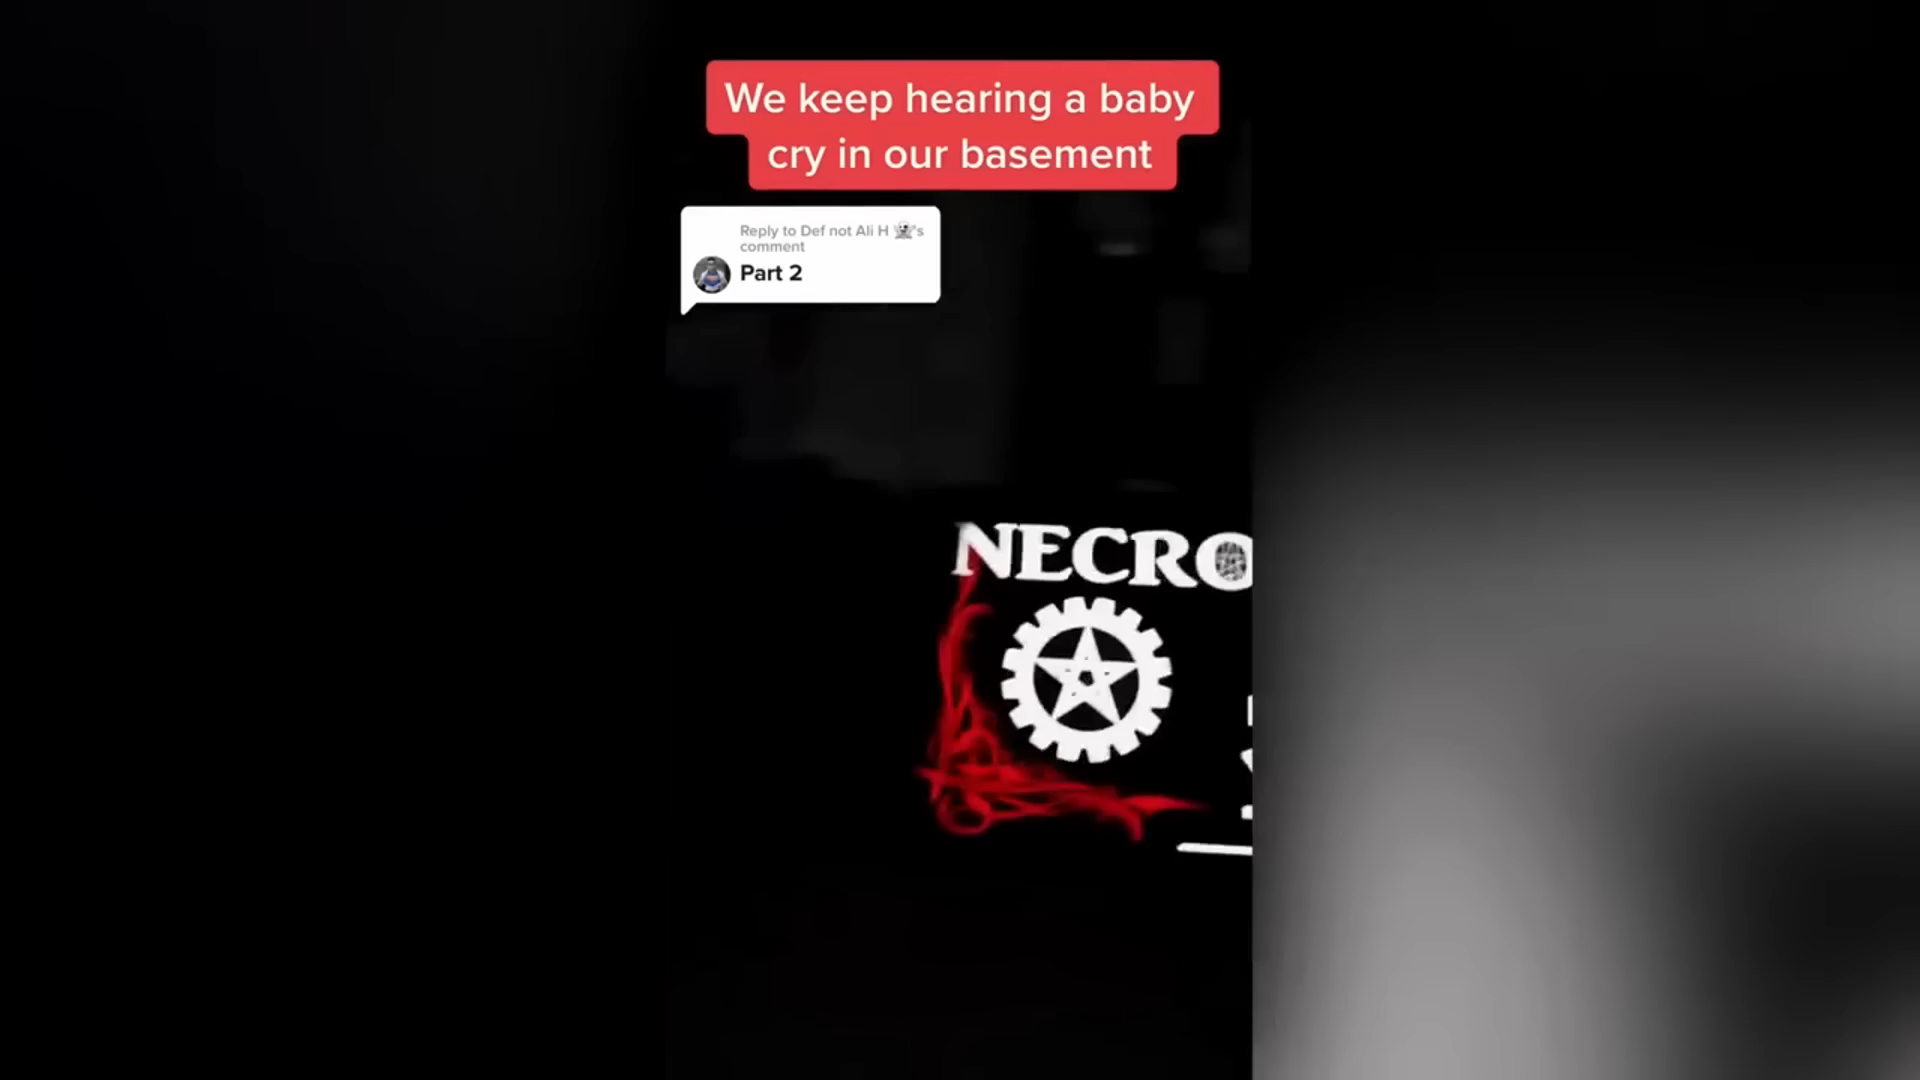 We keep hearing a baby
cry in our basement
Reply to Def not Ali H ☠'s
comment
Part 2
NECRO